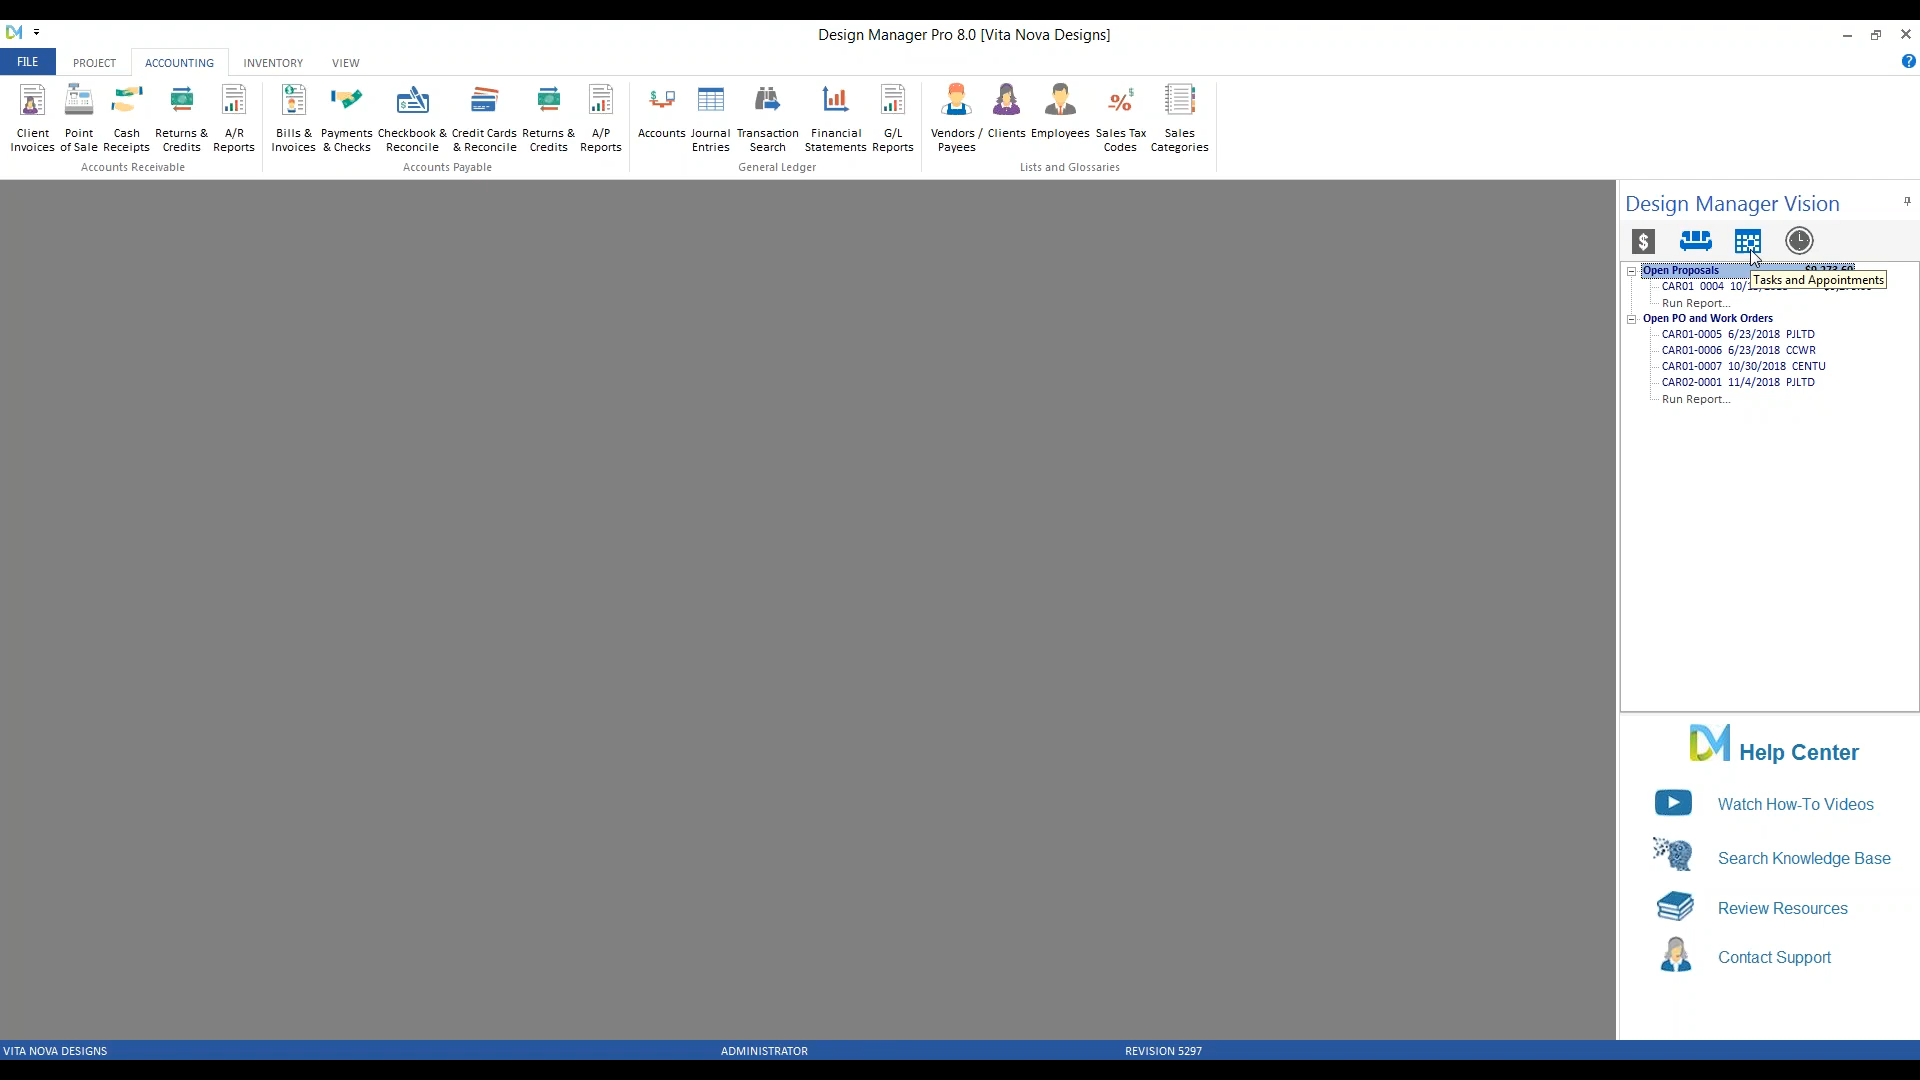 DM
Design Manager Pro 8.0 [Vita Nova Designs]
FILE PROJECT ACCOUNTING INVENTORY VIEW
?
Client Invoices
Point of Sale
Cash Receipts
Returns & Credits
A/R Reports
Accounts Receivable
Bills & Invoices
Payments & Checks
Checkbook & Reconcile
Credit Cards & Reconcile
Returns & Credits
A/P Reports
Accounts Payable
Accounts
Journal Entries
Transaction Search
Financial Statements
G/L Reports
General Ledger
Vendors / Payees
Clients
Employees
Sales Tax Codes
Sales Categories
Lists and Glossaries
Design Manager Vision
Open Proposals
Tasks and Appointments
CAR01 0004
Run Report...
Open PO and Work Orders
CAR01-0005 6/23/2018 PJLTD
CAR01-0006 6/23/2018 CCWR
CAR01-0007 10/30/2018 CENTU
CAR02-0001 11/4/2018 PJLTD
Run Report...
DM Help Center
Watch How-To Videos
Search Knowledge Base
Review Resources
Contact Support
VITA NOVA DESIGNS ADMINISTRATOR REVISION 5297